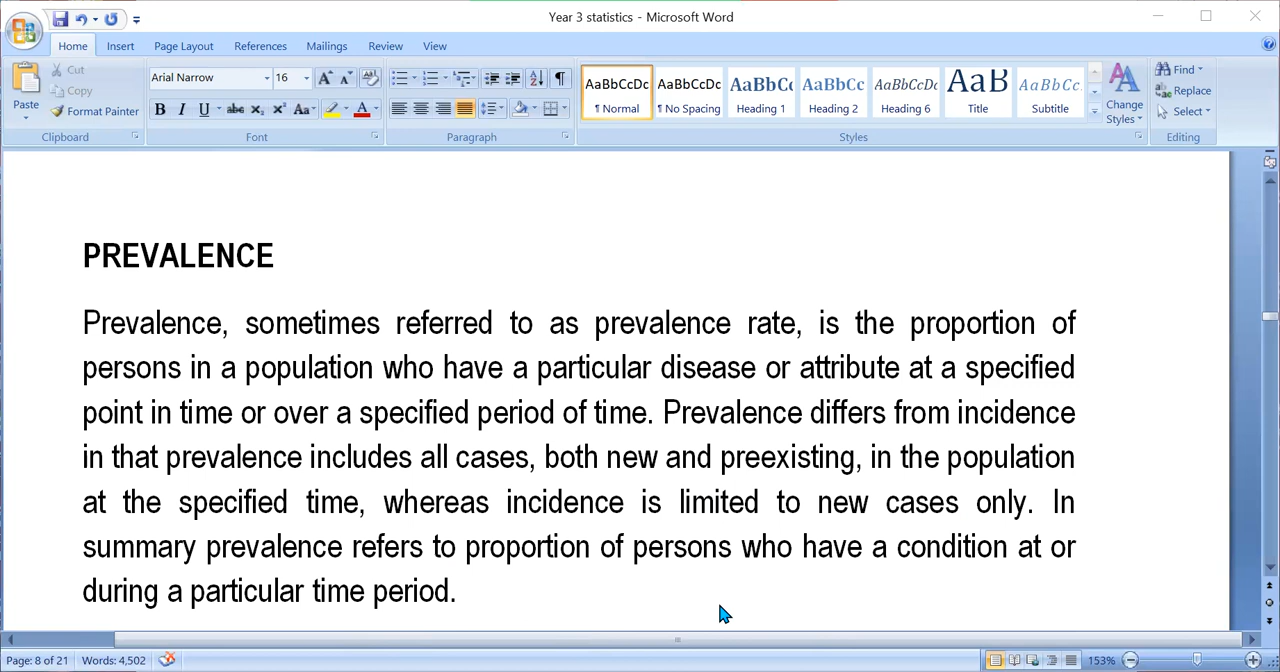 Year 3 statistics - Microsoft Word
Home Insert Page Layout References Mailings Review View
Paste
Cut
Copy
Format Painter
Clipboard
Arial Narrow 16
B I U abc X₂ X² Aa
Font
Paragraph
AaBbCcDc AaBbCcDc AaBbCc AaBbCc AaBbCcDc AaB AaBbCc.
¶ Normal ¶ No Spacing Heading 1 Heading 2 Heading 6 Title Subtitle
Change Styles
Styles
Find
Replace
Select
Editing
PREVALENCE
Prevalence, sometimes referred to as prevalence rate, is the proportion of
persons in a population who have a particular disease or attribute at a specified
point in time or over a specified period of time. Prevalence differs from incidence
in that prevalence includes all cases, both new and preexisting, in the population
at the specified time, whereas incidence is limited to new cases only. In
summary prevalence refers to proportion of persons who have a condition at or
during a particular time period.
Page: 8 of 21 Words: 4,502 153%